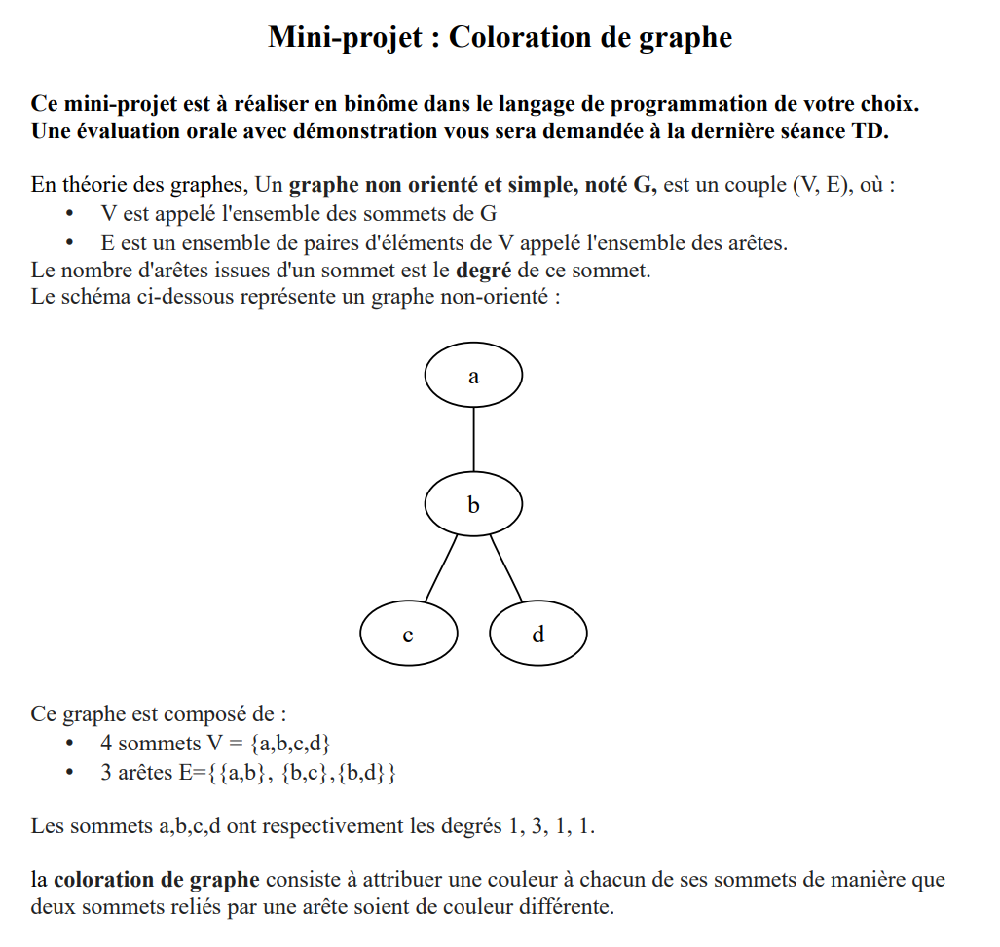 Mini-projet : Coloration de graphe
Ce mini-projet est à réaliser en binôme dans le langage de programmation de votre choix.
Une évaluation orale avec démonstration vous sera demandée à la dernière séance TD.
En théorie des graphes, Un graphe non orienté et simple, noté G, est un couple (V, E), où :
• V est appelé l'ensemble des sommets de G
• E est un ensemble de paires d'éléments de V appelé l'ensemble des arêtes.
Le nombre d'arêtes issues d'un sommet est le degré de ce sommet.
Le schéma ci-dessous représente un graphe non-orienté :
a
b
c d
Ce graphe est composé de :
• 4 sommets V = {a,b,c,d}
• 3 arêtes E={{a,b}, {b,c},{b,d}}
Les sommets a,b,c,d ont respectivement les degrés 1, 3, 1, 1.
la coloration de graphe consiste à attribuer une couleur à chacun de ses sommets de manière que
deux sommets reliés par une arête soient de couleur différente.